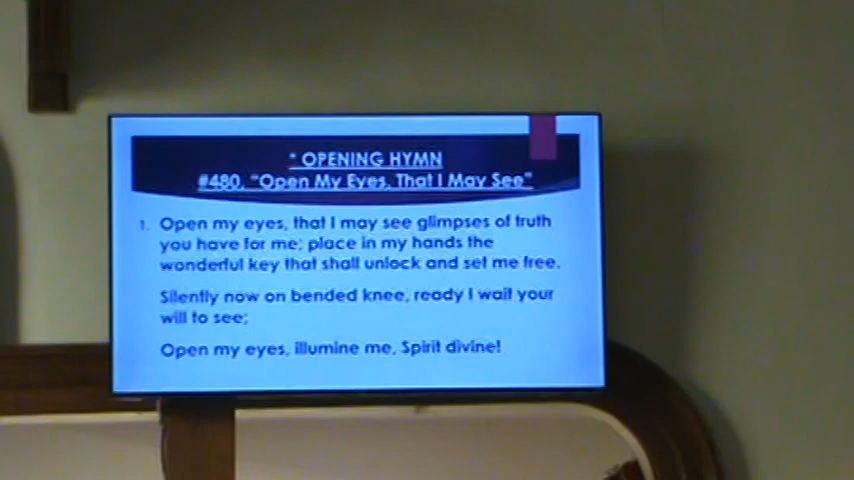 * OPENING HYMN
#480, "Open My Eyes, That I May See"
1. Open my eyes, that I may see glimpses of truth
you have for me; place in my hands the
wonderful key that shall unlock and set me free.
Silently now on bended knee, ready I wait your
will to see;
Open my eyes, illumine me, Spirit divine!